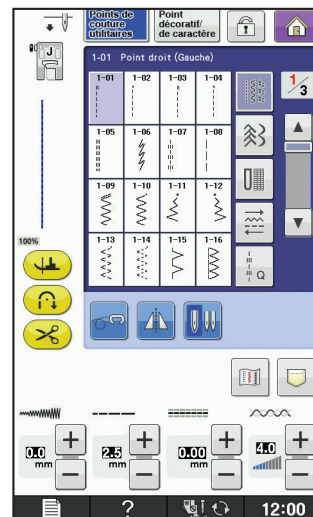 Points de
couture
utilitaires
Point
décoratif/
de caractère
J
1-01 Point droit (Gauche)
1-01 1-02 1-03 1-04
1/3
1-05 1-06 1-07 1-08
1-09 1-10 1-11 1-12
1-13 1-14 1-15 1-16
Q
100%
0.0 mm + −
2.5 mm + −
0.00 mm + −
4.0 + −
? 12:00